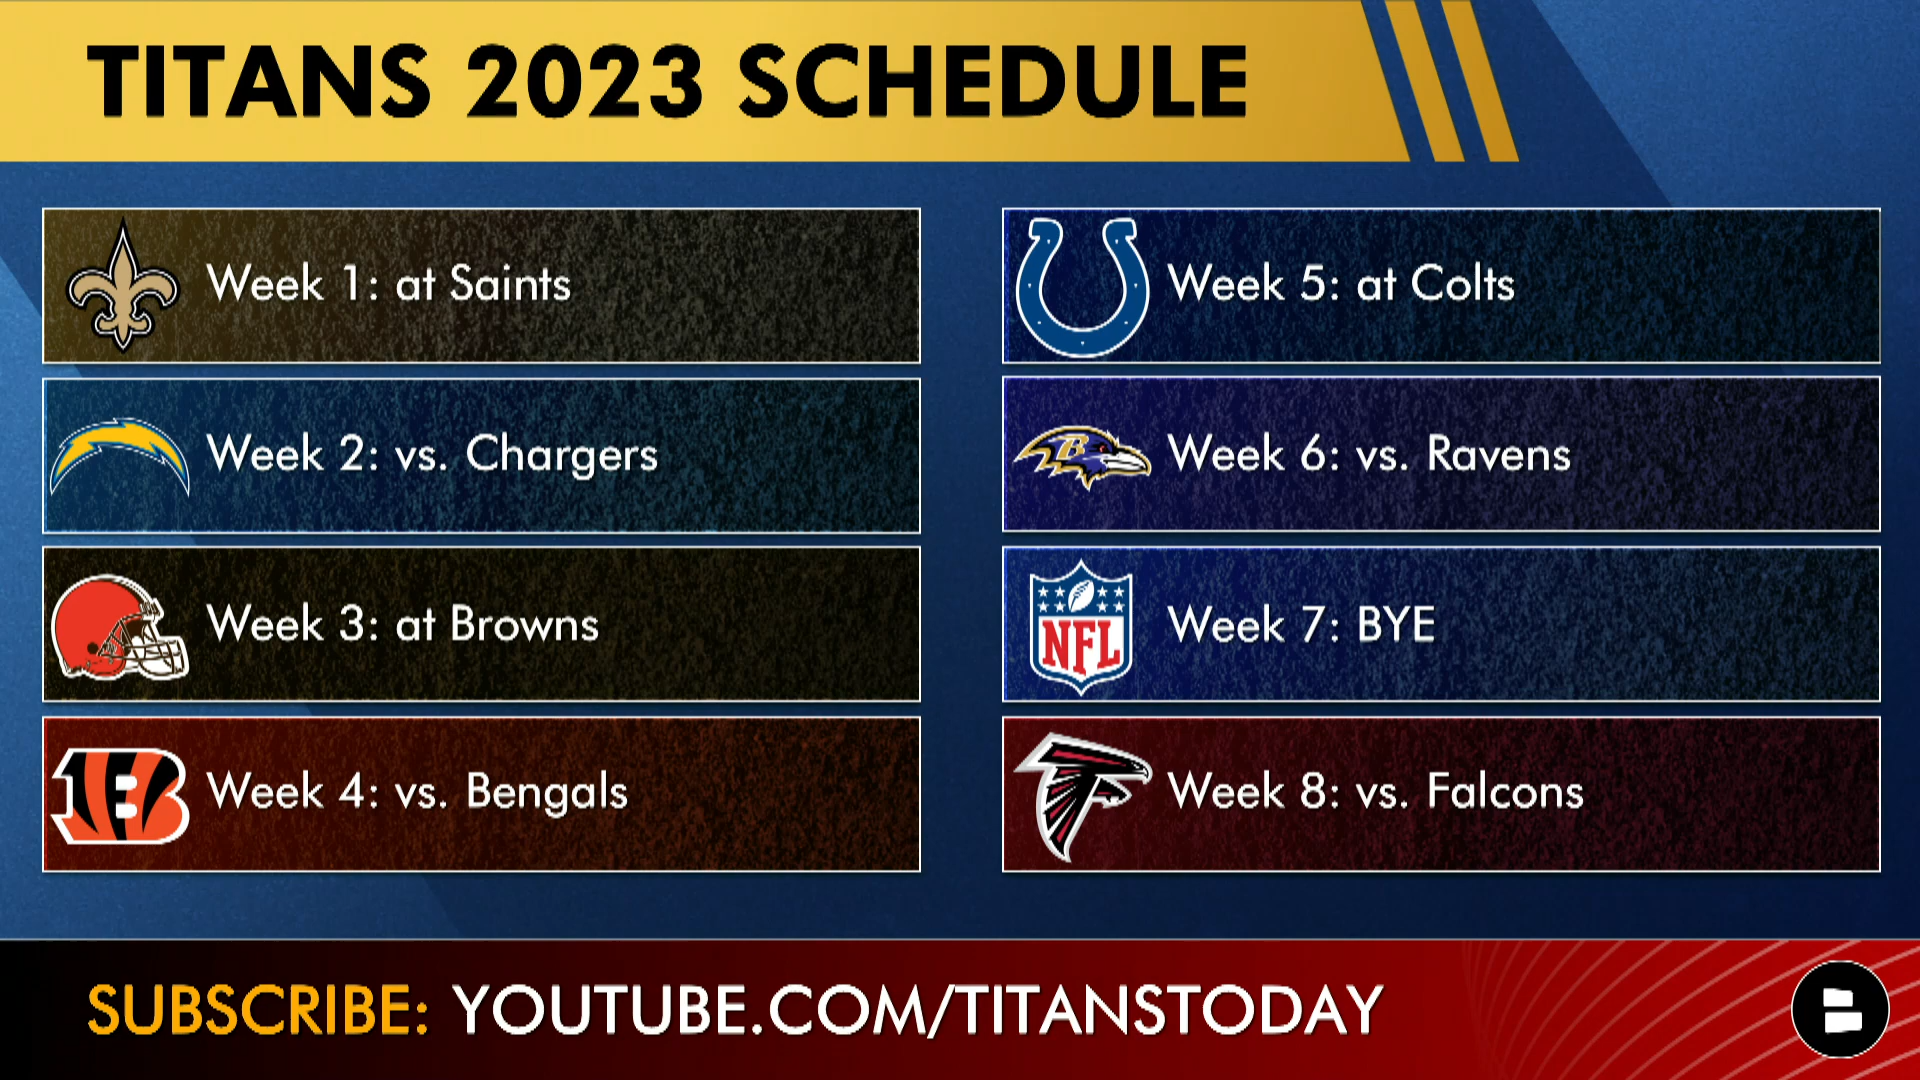 TITANS 2023 SCHEDULE
Week 1: at Saints
Week 2: vs. Chargers
Week 3: at Browns
Week 4: vs. Bengals
Week 5: at Colts
Week 6: vs. Ravens
Week 7: BYE
Week 8: vs. Falcons
B
NFL
B
SUBSCRIBE: YOUTUBE.COM/TITANSTODAY